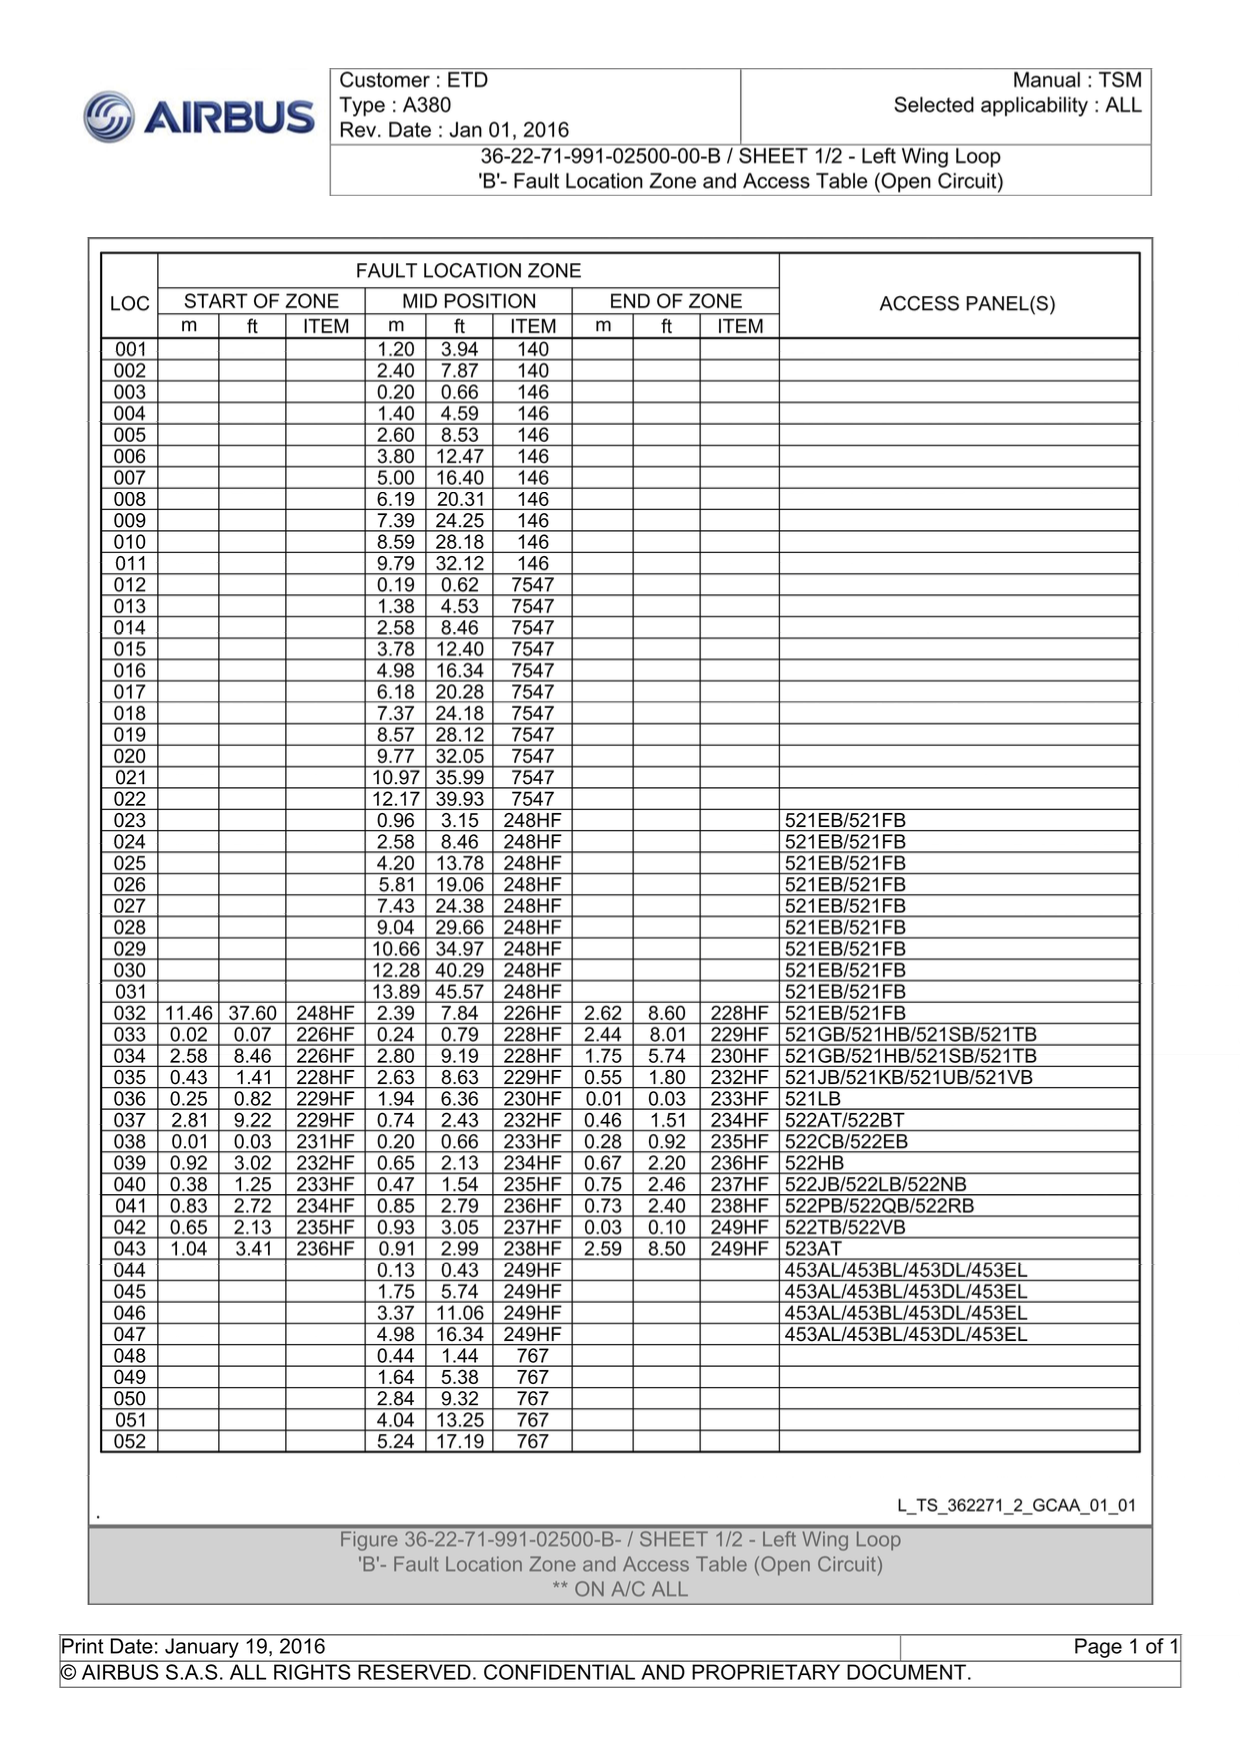 AIRBUS
Customer : ETD
Type : A380
Rev. Date : Jan 01, 2016
Manual : TSM
Selected applicability : ALL
36-22-71-991-02500-00-B / SHEET 1/2 - Left Wing Loop
'B'- Fault Location Zone and Access Table (Open Circuit)
LOC FAULT LOCATION ZONE ACCESS PANEL(S)
START OF ZONE MID POSITION END OF ZONE
m ft ITEM m ft ITEM m ft ITEM
001 1.20 3.94 140
002 2.40 7.87 140
003 0.20 0.66 146
004 1.40 4.59 146
005 2.60 8.53 146
006 3.80 12.47 146
007 5.00 16.40 146
008 6.19 20.31 146
009 7.39 24.25 146
010 8.59 28.18 146
011 9.79 32.12 146
012 0.19 0.62 7547
013 1.38 4.53 7547
014 2.58 8.46 7547
015 3.78 12.40 7547
016 4.98 16.34 7547
017 6.18 20.28 7547
018 7.37 24.18 7547
019 8.57 28.12 7547
020 9.77 32.05 7547
021 10.97 35.99 7547
022 12.17 39.93 7547
023 0.96 3.15 248HF 521EB/521FB
024 2.58 8.46 248HF 521EB/521FB
025 4.20 13.78 248HF 521EB/521FB
026 5.81 19.06 248HF 521EB/521FB
027 7.43 24.38 248HF 521EB/521FB
028 9.04 29.66 248HF 521EB/521FB
029 10.66 34.97 248HF 521EB/521FB
030 12.28 40.29 248HF 521EB/521FB
031 13.89 45.57 248HF 521EB/521FB
032 11.46 37.60 248HF 2.39 7.84 226HF 2.62 8.60 228HF 521EB/521FB
033 0.02 0.07 226HF 0.24 0.79 228HF 2.44 8.01 229HF 521GB/521HB/521SB/521TB
034 2.58 8.46 226HF 2.80 9.19 228HF 1.75 5.74 230HF 521GB/521HB/521SB/521TB
035 0.43 1.41 228HF 2.63 8.63 229HF 0.55 1.80 232HF 521JB/521KB/521UB/521VB
036 0.25 0.82 229HF 1.94 6.36 230HF 0.01 0.03 233HF 521LB
037 2.81 9.22 229HF 0.74 2.43 232HF 0.46 1.51 234HF 522AT/522BT
038 0.01 0.03 231HF 0.20 0.66 233HF 0.28 0.92 235HF 522CB/522EB
039 0.92 3.02 232HF 0.65 2.13 234HF 0.67 2.20 236HF 522HB
040 0.38 1.25 233HF 0.47 1.54 235HF 0.75 2.46 237HF 522JB/522LB/522NB
041 0.83 2.72 234HF 0.85 2.79 236HF 0.73 2.40 238HF 522PB/522QB/522RB
042 0.65 2.13 235HF 0.93 3.05 237HF 0.03 0.10 249HF 522TB/522VB
043 1.04 3.41 236HF 0.91 2.99 238HF 2.59 8.50 249HF 523AT
044 0.13 0.43 249HF 453AL/453BL/453DL/453EL
045 1.75 5.74 249HF 453AL/453BL/453DL/453EL
046 3.37 11.06 249HF 453AL/453BL/453DL/453EL
047 4.98 16.34 249HF 453AL/453BL/453DL/453EL
048 0.44 1.44 767
049 1.64 5.38 767
050 2.84 9.32 767
051 4.04 13.25 767
052 5.24 17.19 767
L_TS_362271_2_GCAA_01_01
.
Figure 36-22-71-991-02500-B- / SHEET 1/2 - Left Wing Loop
'B'- Fault Location Zone and Access Table (Open Circuit)
** ON A/C ALL
Print Date: January 19, 2016
Page 1 of 1
© AIRBUS S.A.S. ALL RIGHTS RESERVED. CONFIDENTIAL AND PROPRIETARY DOCUMENT.